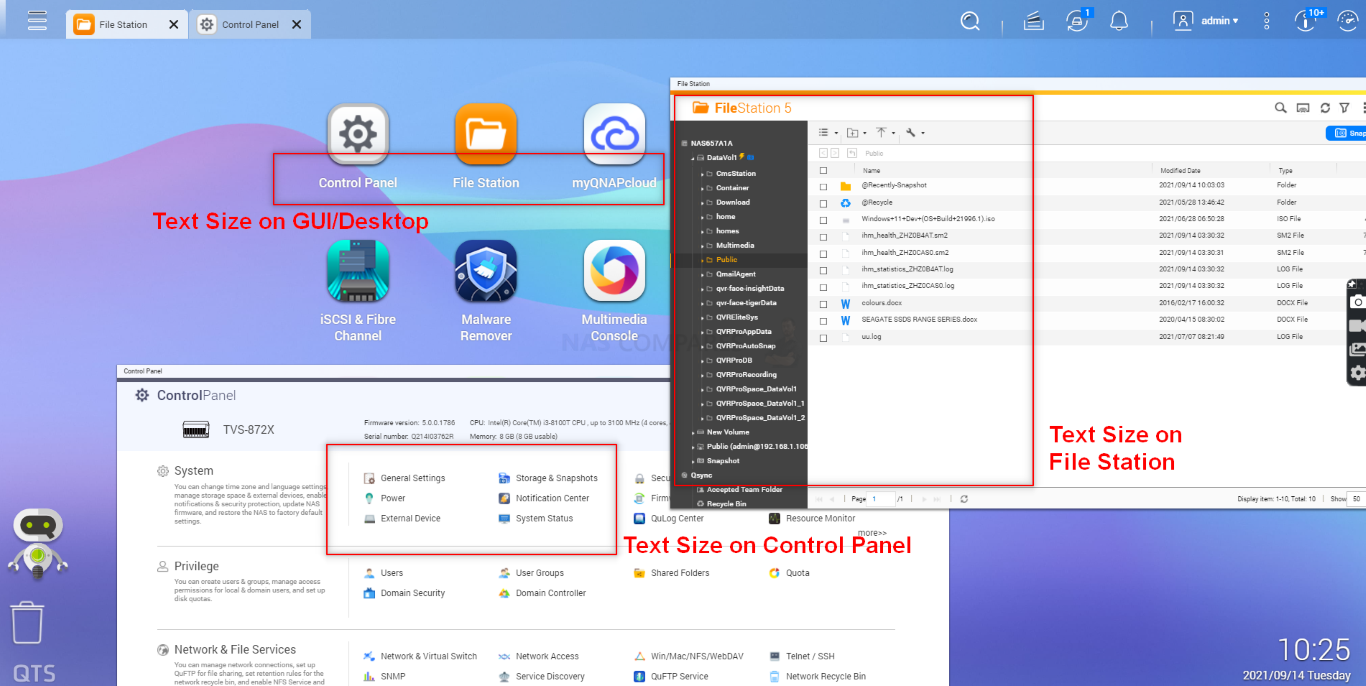 File Station
Control Panel
1
admin
10+
Control Panel
File Station
myQNAPcloud
Text Size on GUI/Desktop
iSCSI & Fibre
Channel
Malware
Remover
Multimedia
Console
NAS COMPA
File Station
FileStation 5
Snap
NAS657A1A
DataVol1
CmsStation
Container
Download
home
homes
Multimedia
Public
QmailAgent
qvr-face-insightData
qvr-face-tigerData
QVREliteSys
QVRProAppData
QVRProAutoSnap
QVRProDB
QVRProRecording
QVRProSpace_DataVol1
QVRProSpace_DataVol1_1
QVRProSpace_DataVol1_2
New Volume
Public (admin@192.168.1.106
Snapshot
Qsync
Accepted Team Folder
Recycle Bin
Public
Name Modified Date Type
@Recently-Snapshot 2021/09/14 10:03:03 Folder
@Recycle 2021/05/28 13:46:42 Folder
Windows+11+Dev+(OS+Build+21996.1).iso 2021/06/28 06:50:28 ISO File
ihm_health_ZHZ0B4AT.sm2 2021/09/14 03:30:32 SM2 File
ihm_health_ZHZ0CAS0.sm2 2021/09/14 03:30:31 SM2 File
ihm_statistics_ZHZ0B4AT.log 2021/09/14 03:30:32 LOG File
ihm_statistics_ZHZ0CAS0.log 2021/09/14 03:30:32 LOG File
colours.docx 2016/02/17 16:00:32 DOCX File
SEAGATE SSDS RANGE SERIES.docx 2020/04/15 08:30:02 DOCX File
uu.log 2021/07/07 08:21:49 LOG File
Page 1 /1 Display item: 1-10, Total: 10 Show 50
Text Size on
File Station
Control Panel
ControlPanel
TVS-872X
Firmware version: 5.0.0.1786 CPU: Intel(R) Core(TM) i3-8100T CPU , up to 3100 MHz (4 cores,
Serial number: Q214I03762R Memory: 8 GB (8 GB usable)
System
You can change time zone and language settings,
manage storage space & external devices, enable
notifications & security protection, update NAS
firmware, and restore the NAS to factory default
settings.
General Settings Storage & Snapshots Secu
Power Notification Center Firm
External Device System Status QuLog Center Resource Monitor
more>>
Text Size on Control Panel
Privilege
You can create users & groups, manage access
permissions for local & domain users, and set up
disk quotas.
Users User Groups Shared Folders Quota
Domain Security Domain Controller
Network & File Services
You can manage network connections, set up
QuFTP for file sharing, set retention rules for the
network recycle bin, and enable NFS Service and
Network & Virtual Switch Network Access Win/Mac/NFS/WebDAV Telnet / SSH
SNMP Service Discovery QuFTP Service Network Recycle Bin
QTS
10:25
2021/09/14 Tuesday